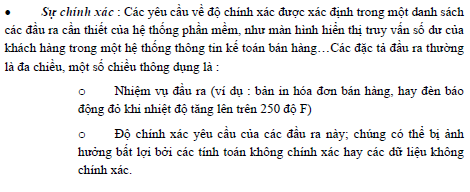 • Sự chính xác : Các yêu cầu về độ chính xác được xác định trong một danh sách
các đầu ra cần thiết của hệ thống phần mềm, như màn hình hiển thị truy vấn số dư của
khách hàng trong một hệ thống thông tin kế toán bán hàng…Các đặc tả đầu ra thường
là đa chiều, một số chiều thông dụng là :
o Nhiệm vụ đầu ra (ví dụ : bản in hóa đơn bán hàng, hay đèn báo
động đỏ khi nhiệt độ tăng lên trên 250 độ F)
o Độ chính xác yêu cầu của các đầu ra này; chúng có thể bị ảnh
hưởng bất lợi bởi các tính toán không chính xác hay các dữ liệu không
chính xác.